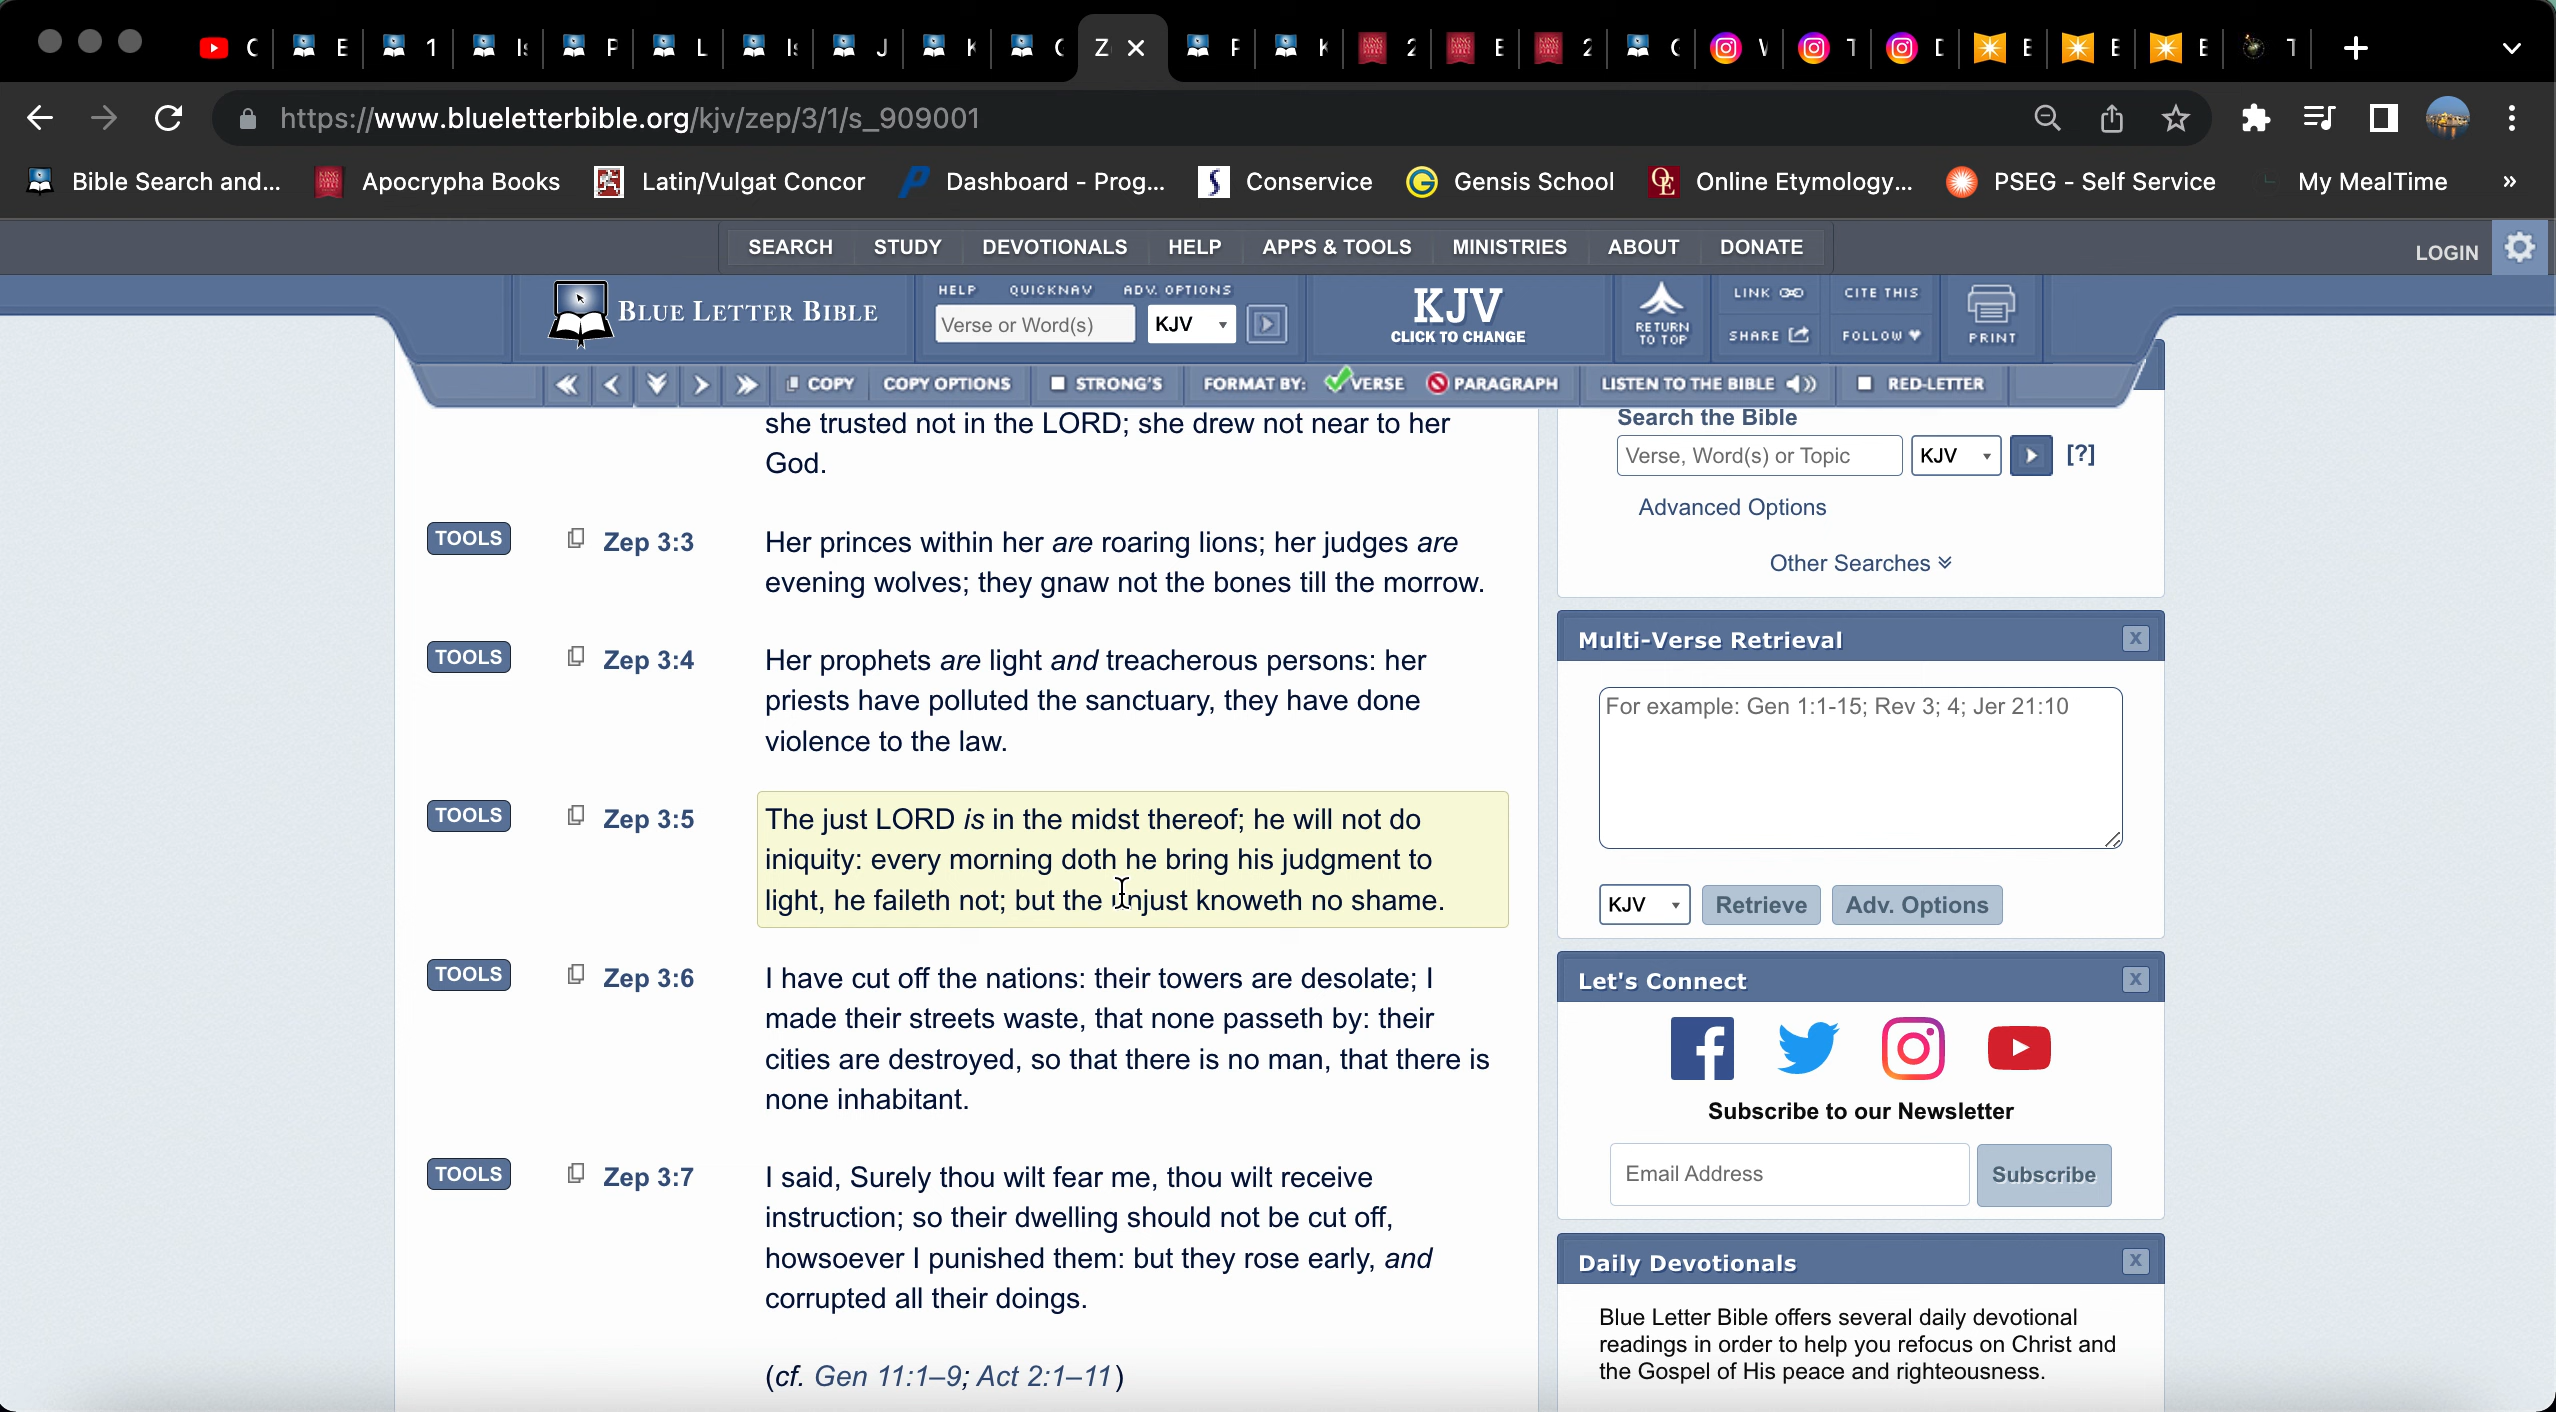 C E 1 Is P L Is J K C Z F K 2 E 2 C V T D E E E T
https://www.blueletterbible.org/kjv/zep/3/1/s_909001
Bible Search and... Apocrypha Books Latin/Vulgat Concor Dashboard - Prog... Conservice Gensis School Online Etymology... PSEG - Self Service My MealTime »
SEARCH STUDY DEVOTIONALS HELP APPS & TOOLS MINISTRIES ABOUT DONATE LOGIN
HELP QUICKNAV ADV. OPTIONS
BLUE LETTER BIBLE
Verse or Word(s) KJV
KJV
CLICK TO CHANGE
RETURN
TO TOP
LINK CITE THIS
SHARE FOLLOW
PRINT
COPY COPY OPTIONS STRONG'S FORMAT BY: VERSE PARAGRAPH LISTEN TO THE BIBLE RED-LETTER
she trusted not in the LORD; she drew not near to her
God.
TOOLS Zep 3:3 Her princes within her are roaring lions; her judges are
evening wolves; they gnaw not the bones till the morrow.
TOOLS Zep 3:4 Her prophets are light and treacherous persons: her
priests have polluted the sanctuary, they have done
violence to the law.
TOOLS Zep 3:5 The just LORD is in the midst thereof; he will not do
iniquity: every morning doth he bring his judgment to
light, he faileth not; but the unjust knoweth no shame.
TOOLS Zep 3:6 I have cut off the nations: their towers are desolate; I
made their streets waste, that none passeth by: their
cities are destroyed, so that there is no man, that there is
none inhabitant.
TOOLS Zep 3:7 I said, Surely thou wilt fear me, thou wilt receive
instruction; so their dwelling should not be cut off,
howsoever I punished them: but they rose early, and
corrupted all their doings.
(cf. Gen 11:1–9; Act 2:1–11)
Search the Bible
Verse, Word(s) or Topic KJV [?]
Advanced Options
Other Searches
Multi-Verse Retrieval X
For example: Gen 1:1-15; Rev 3; 4; Jer 21:10
KJV Retrieve Adv. Options
Let's Connect X
Subscribe to our Newsletter
Email Address Subscribe
Daily Devotionals X
Blue Letter Bible offers several daily devotional
readings in order to help you refocus on Christ and
the Gospel of His peace and righteousness.